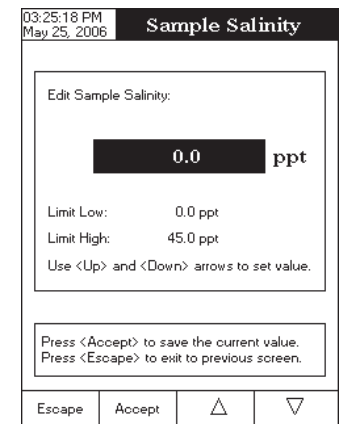 03:25:18 PM
May 25, 2006
Sample Salinity
Edit Sample Salinity:
0.0 ppt
Limit Low: 0.0 ppt
Limit High: 45.0 ppt
Use <Up> and <Down> arrows to set value.
Press <Accept> to save the current value.
Press <Escape> to exit to previous screen.
Escape Accept △ ▽